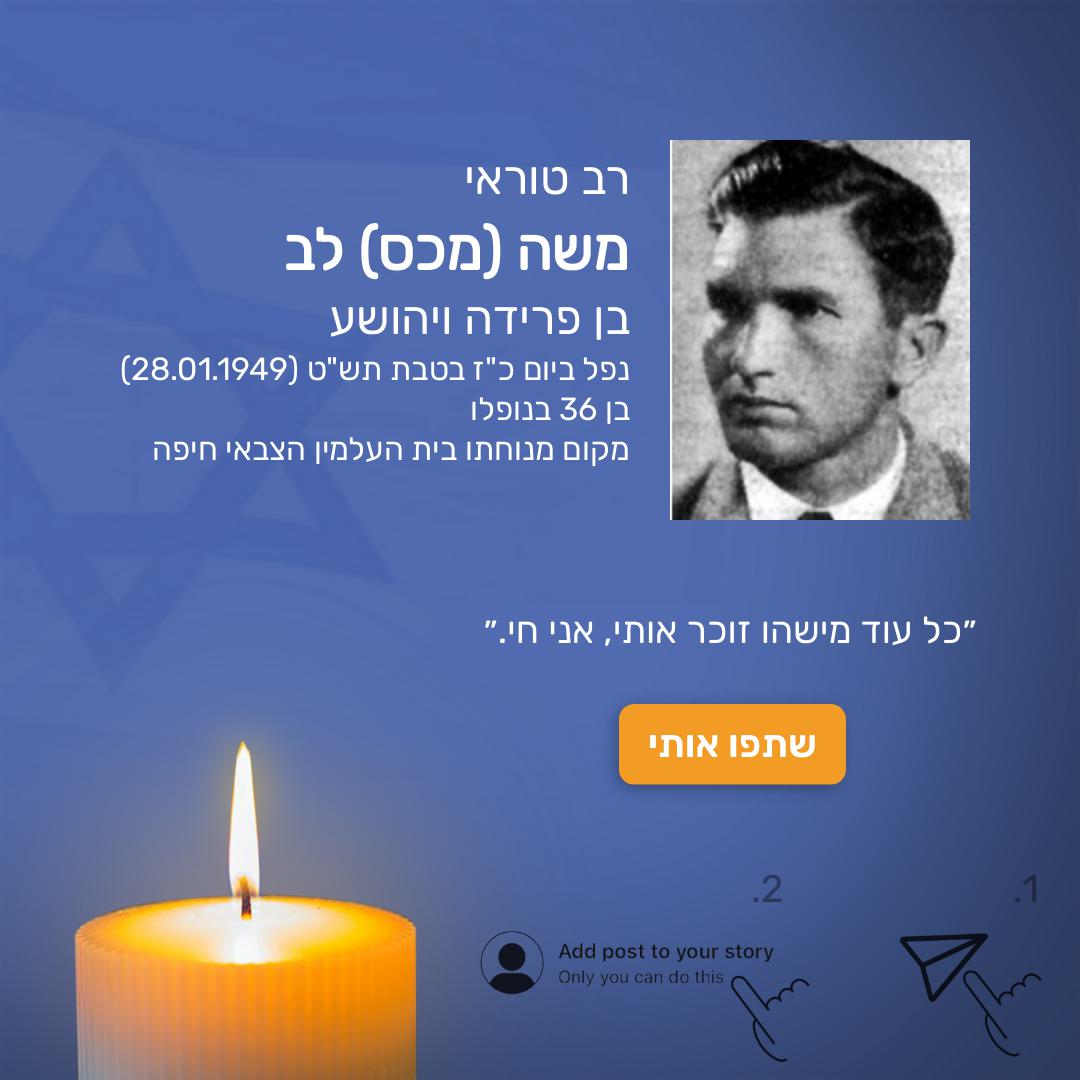 רב טוראי
משה (מכס) לב
בן פרידה ויהושע
נפל ביום כ"ז בטבת תש"ט (28.01.1949)
בן 36 בנופלו
מקום מנוחתו בית העלמין הצבאי חיפה
״כל עוד מישהו זוכר אותי, אני חי.״
שתפו אותי
.1
.2
Add post to your story
Only you can do this